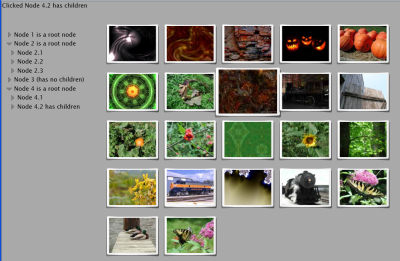 Clicked Node 4.2 has children
Node 1 is a root node
Node 2 is a root node
Node 2.1
Node 2.2
Node 2.3
Node 3 (has no children)
Node 4 is a root node
Node 4.1
Node 4.2 has children